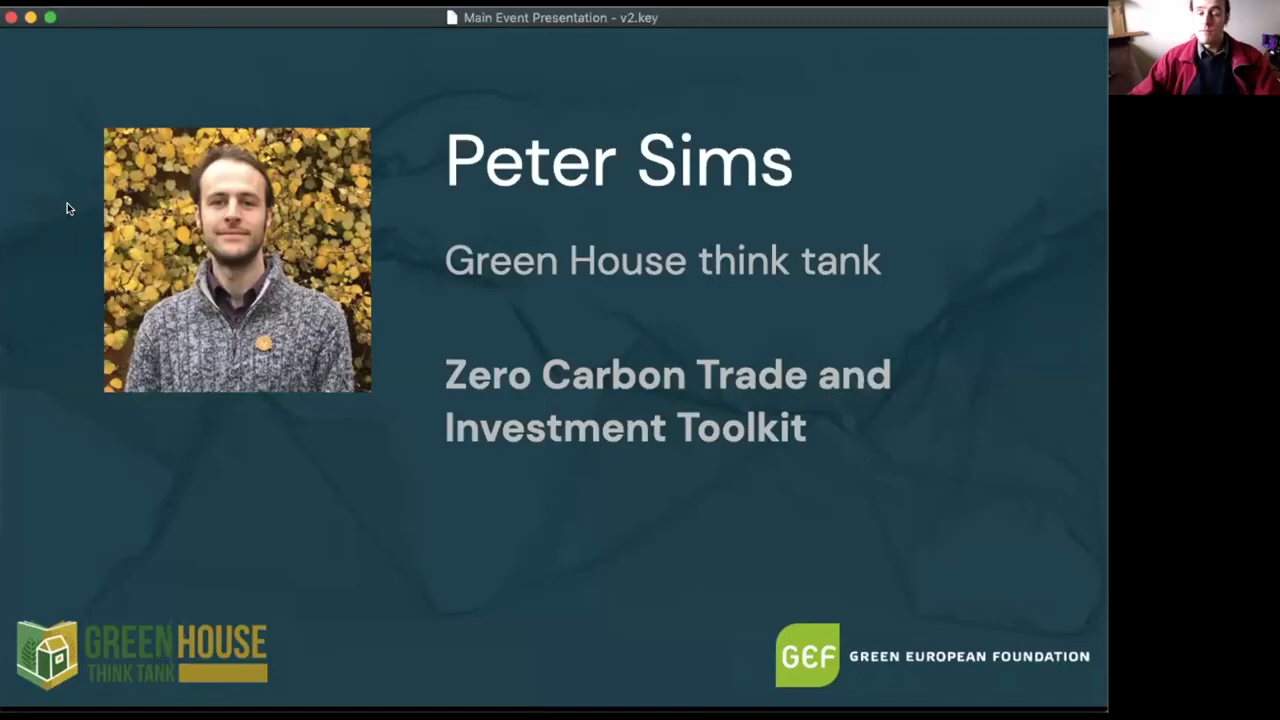 Main Event Presentation - v2.key
Peter Sims
Green House think tank
Zero Carbon Trade and
Investment Toolkit
GREEN HOUSE
THINK TANK
GEF
GREEN EUROPEAN FOUNDATION